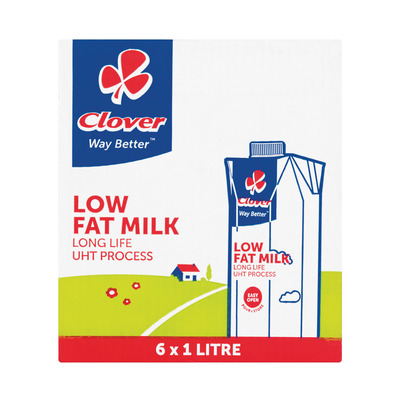 Clover
Way Better™
LOW
FAT MILK
LONG LIFE
UHT PROCESS
Clover
Way Better™
LOW
FAT MILK
LONG LIFE
UHT PROCESS
EASY
OPEN
6 x 1 LITRE